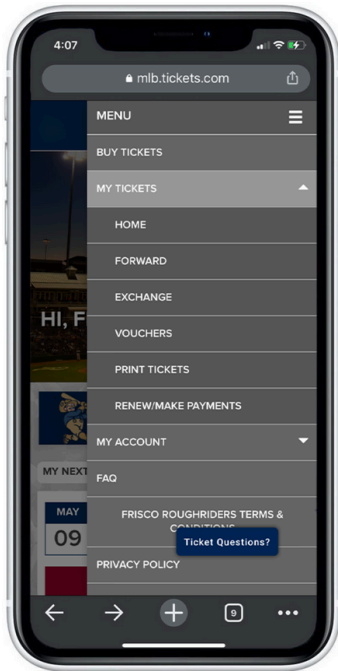 4:07
mlb.tickets.com
MENU
BUY TICKETS
MY TICKETS
HOME
FORWARD
EXCHANGE
HI, F
VOUCHERS
PRINT TICKETS
RENEW/MAKE PAYMENTS
MY ACCOUNT
MY NEXT
FAQ
MAY
FRISCO ROUGHRIDERS TERMS &
CONDITIONS
09
Ticket Questions?
PRIVACY POLICY
9